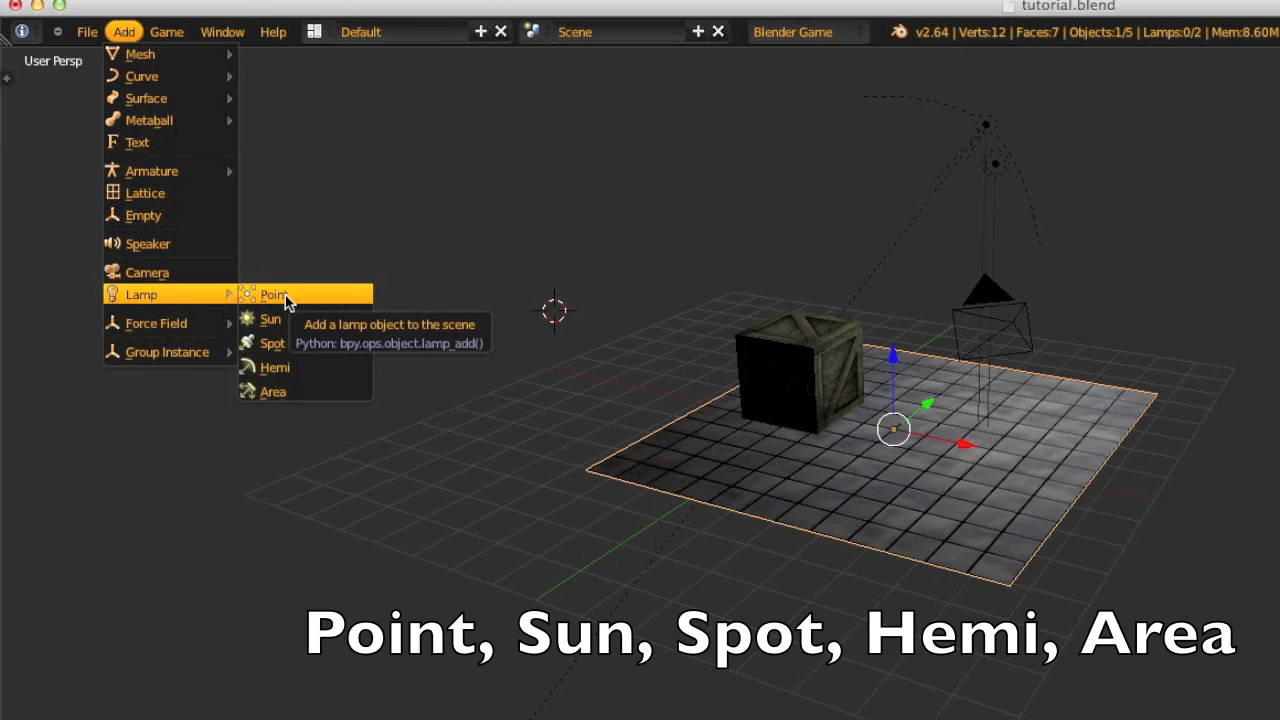 tutorial.blend
File Add Game Window Help Default Scene Blender Game v2.64 | Verts:12 | Faces:7 | Objects:1/5 | Lamps:0/2 | Mem:8.60M
User Persp
Mesh
Curve
Surface
Metaball
Text
Armature
Lattice
Empty
Speaker
Camera
Lamp
Force Field
Group Instance
Point
Sun
Spot
Hemi
Area
Add a lamp object to the scene
Python: bpy.ops.object.lamp_add()
Point, Sun, Spot, Hemi, Area